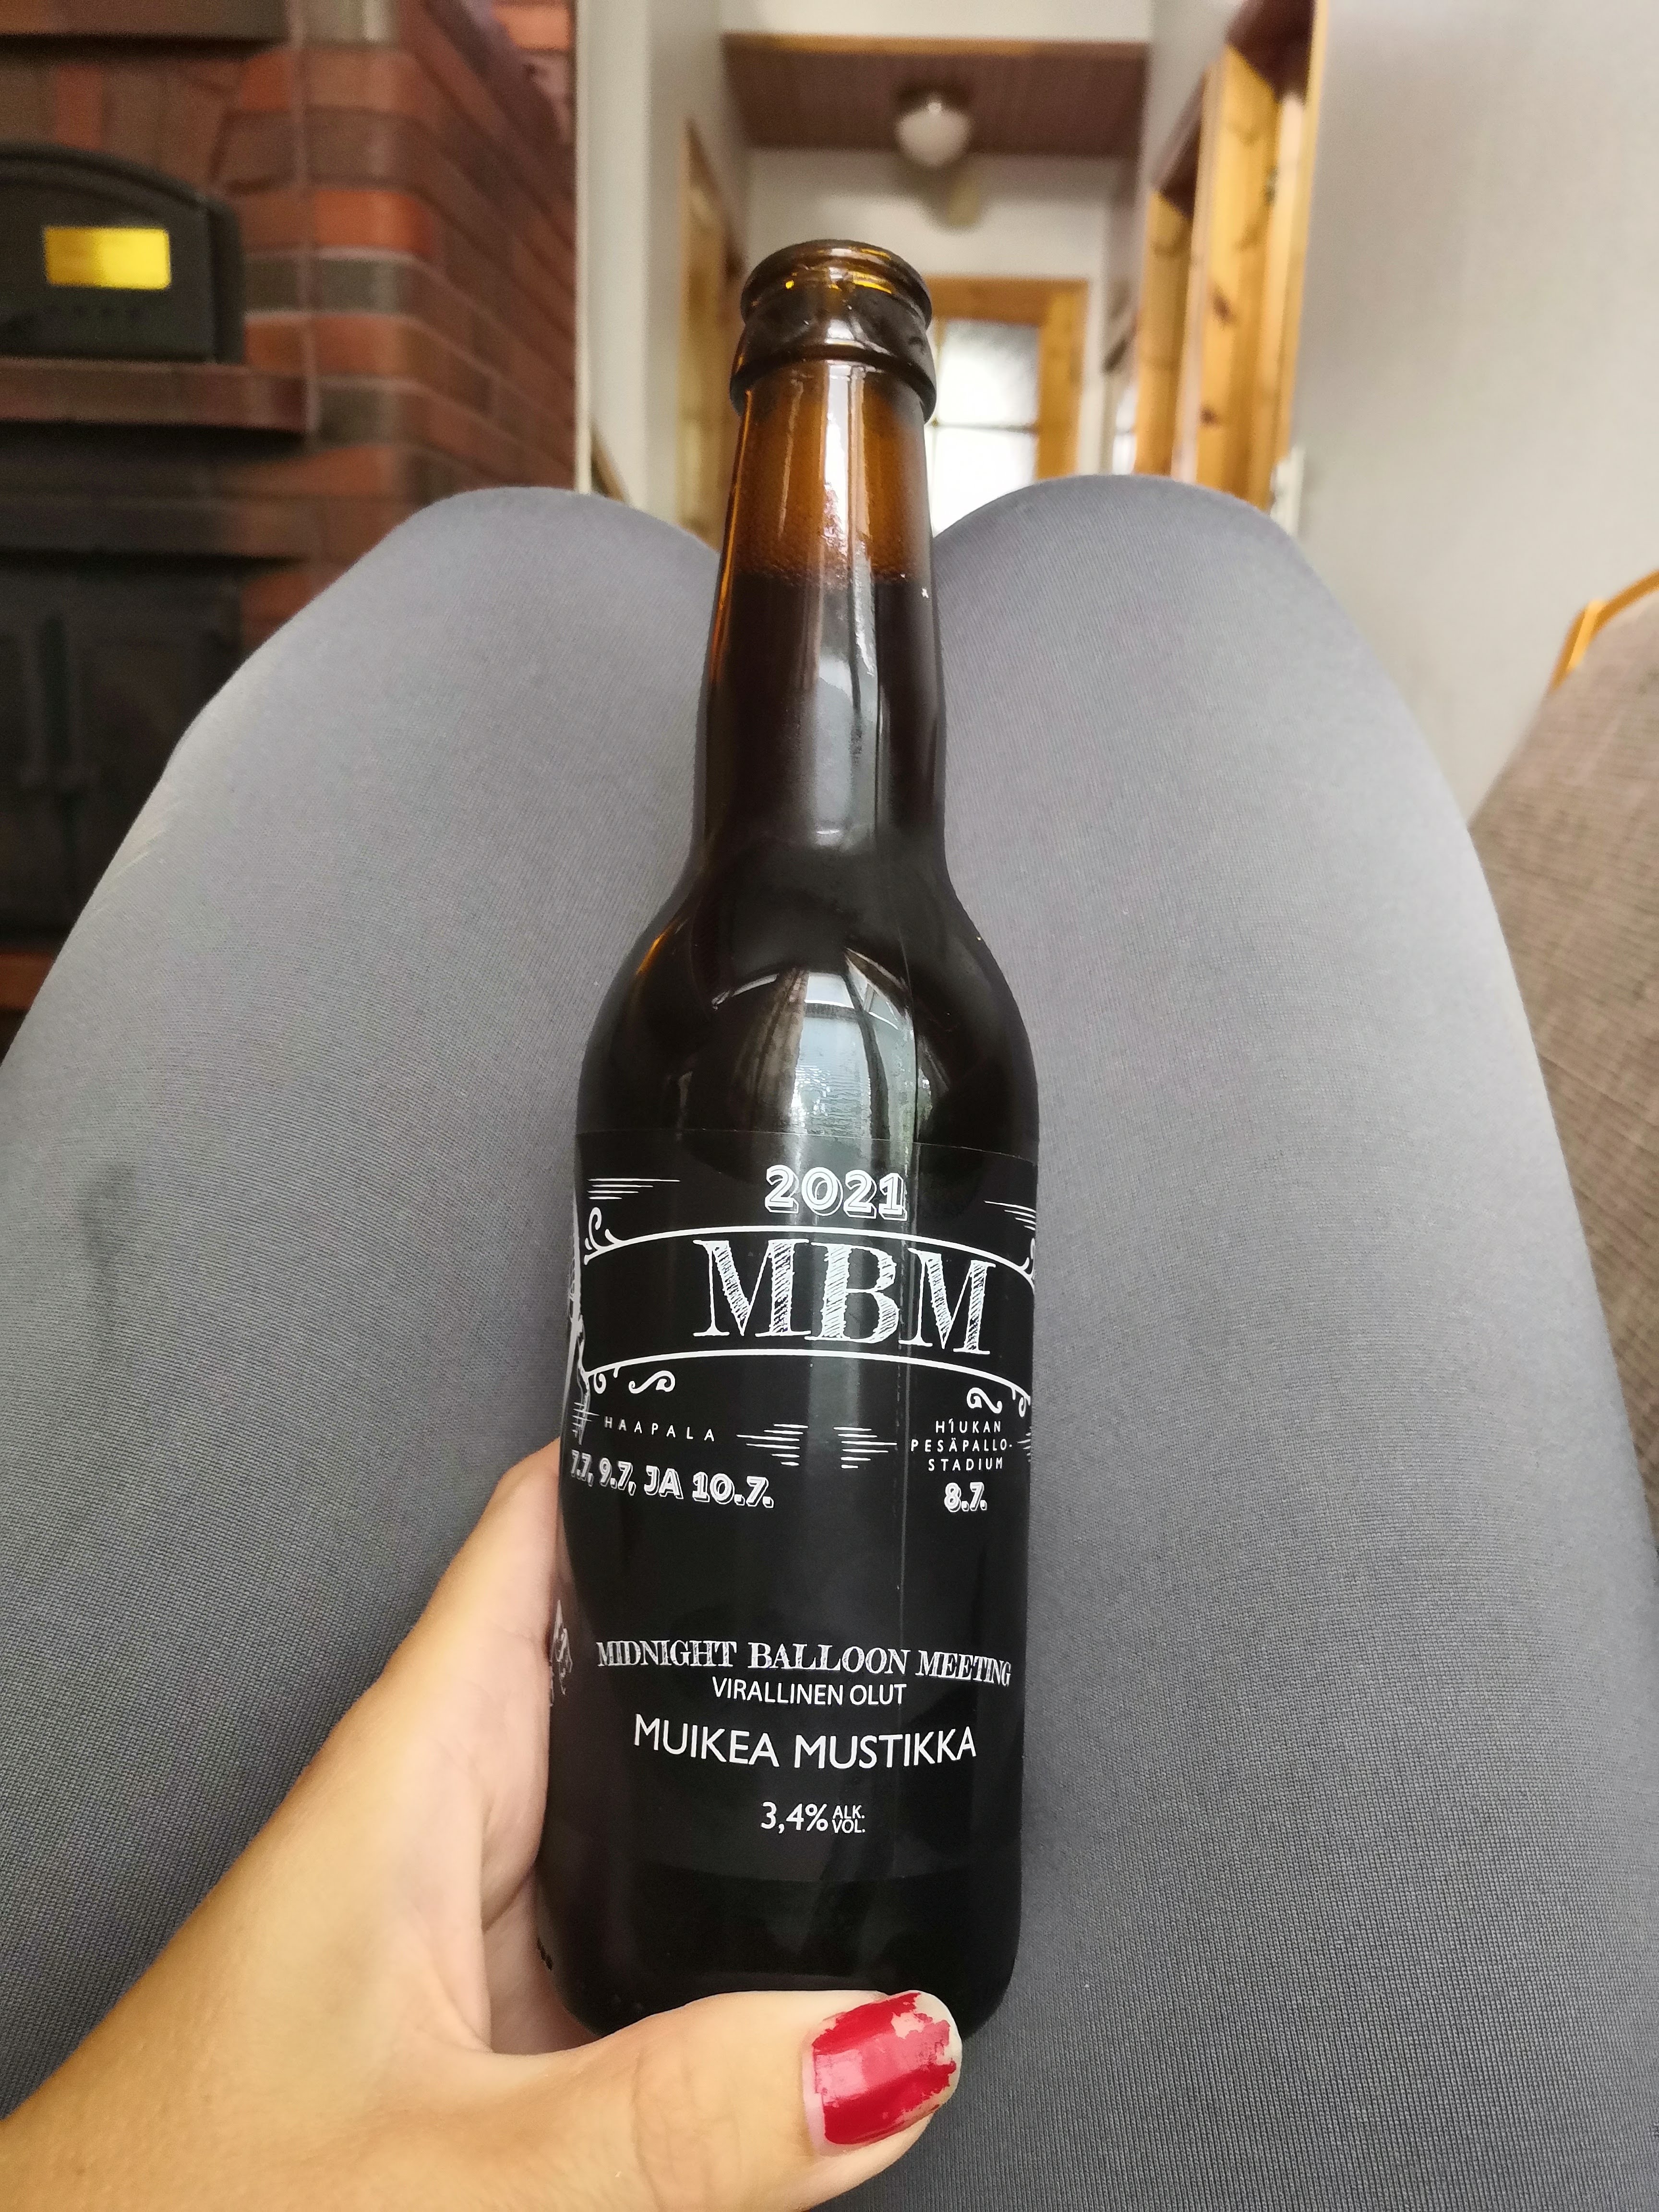 2021
MBM
HAAPALA
7.7, 9.7, JA 10.7.
HIUKAN
PESÄPALLO-
STADIUM
8.7.
MIDNIGHT BALLOON MEETING
VIRALLINEN OLUT
MUIKEA MUSTIKKA
3,4% ALK.
VOL.